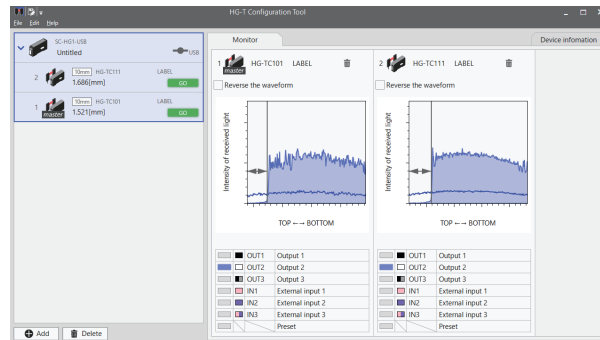 HG-T Configuration Tool
File Edit Help
SC-HG1-USB
Untitled
USB
2 10mm HG-TC111 LABEL
1.686[mm] GO
1 master 10mm HG-TC101 LABEL
1.521[mm] GO
Add Delete
Monitor
Device infomation
1 master HG-TC101 LABEL
Reverse the waveform
Intensity of received light
TOP ←→ BOTTOM
OUT1 Output 1
OUT2 Output 2
OUT3 Output 3
IN1 External input 1
IN2 External input 2
IN3 External input 3
Preset
2 HG-TC111 LABEL
Reverse the waveform
Intensity of received light
TOP ←→ BOTTOM
OUT1 Output 1
OUT2 Output 2
OUT3 Output 3
IN1 External input 1
IN2 External input 2
IN3 External input 3
Preset